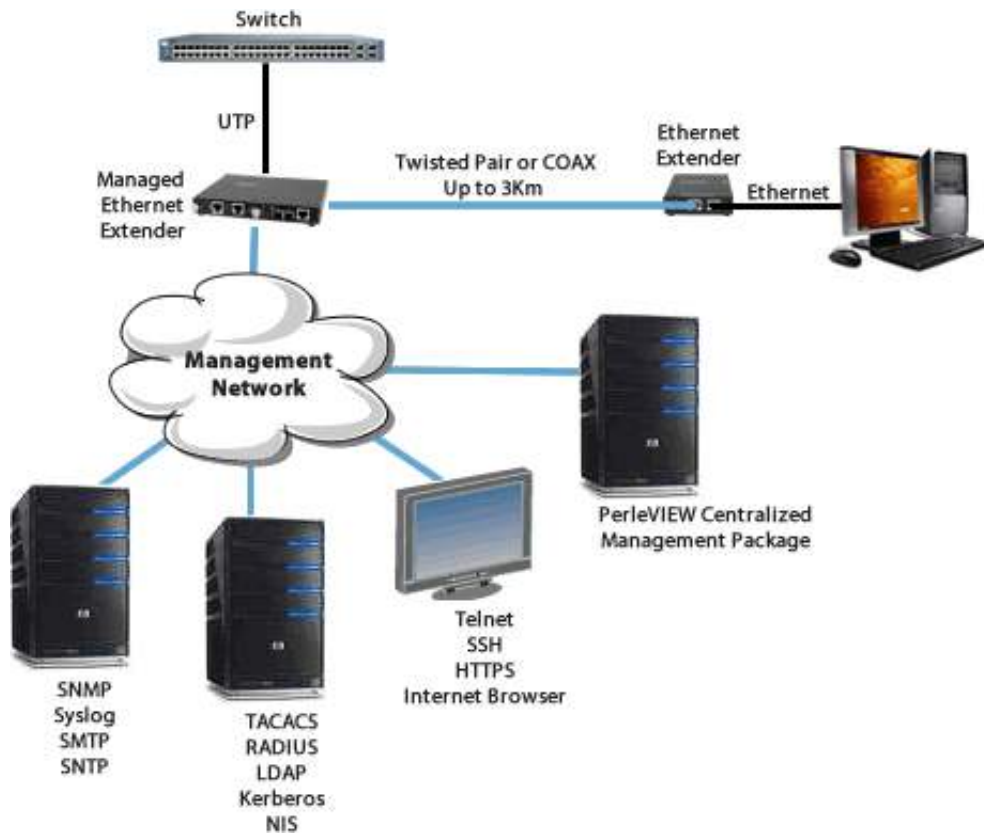 Switch
UTP
Managed
Ethernet
Extender
Twisted Pair or COAX
Up to 3Km
Ethernet
Extender
Ethernet
Management
Network
PerleVIEW Centralized
Management Package
Telnet
SSH
HTTPS
Internet Browser
SNMP
Syslog
SMTP
SNTP
TACACS
RADIUS
LDAP
Kerberos
NIS